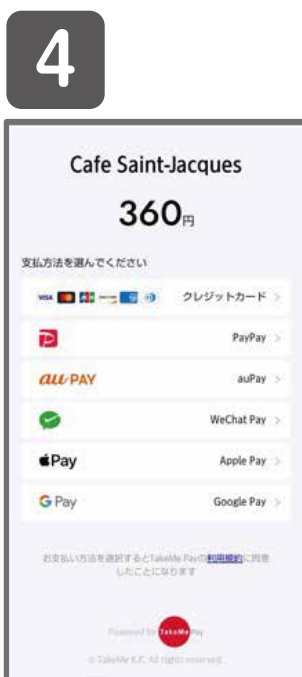 4
Cafe Saint-Jacques
360円
支払方法を選んでください
VISA クレジットカード >
PayPay >
au PAY auPay >
WeChat Pay >
Pay Apple Pay >
G Pay Google Pay >
お支払い方法を選択するとTakeMe Payの利用規約に同意
したことになります
Powered by TakeMe Pay
© TakeMe K.K. All rights reserved.